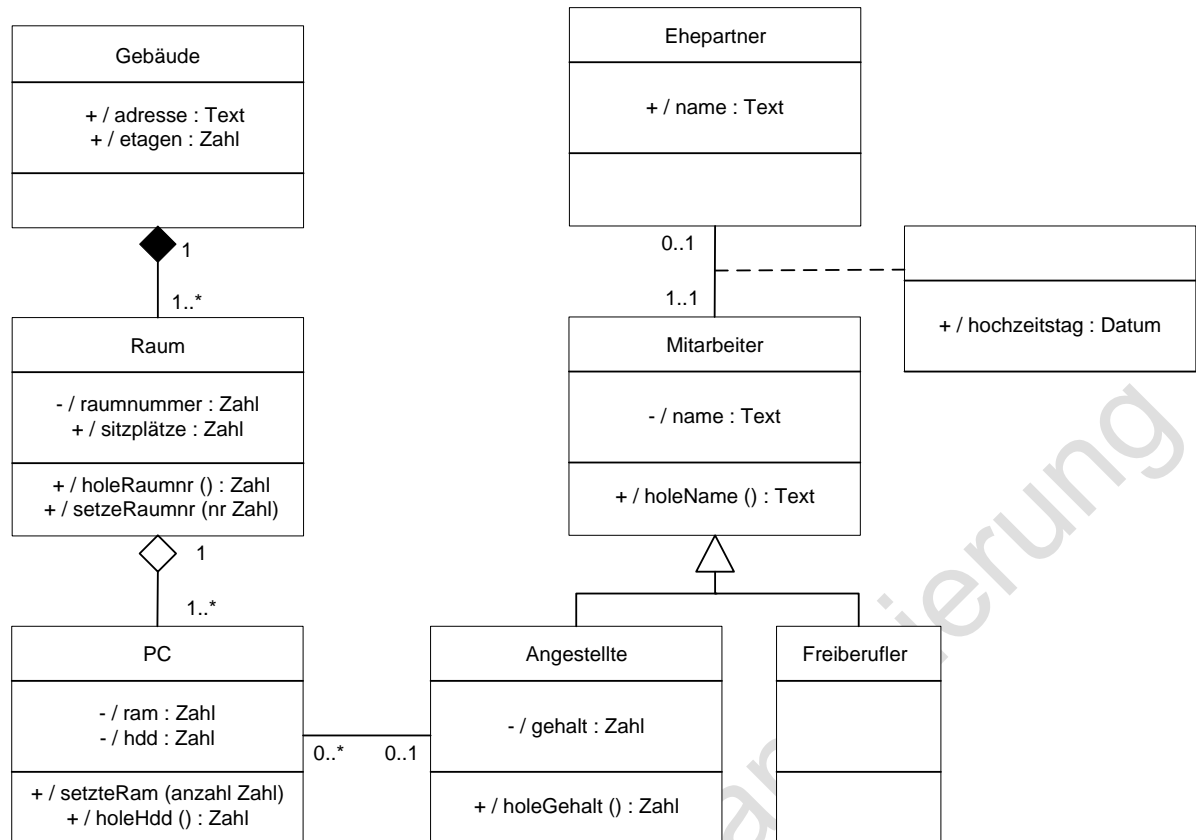 Gebäude
+ / adresse : Text
+ / etagen : Zahl
1
1..*
Raum
- / raumnummer : Zahl
+ / sitzplätze : Zahl
+ / holeRaumnr () : Zahl
+ / setzeRaumnr (nr Zahl)
1
1..*
PC
- / ram : Zahl
- / hdd : Zahl
+ / setzteRam (anzahl Zahl)
+ / holeHdd () : Zahl
0..* 0..1
Ehepartner
+ / name : Text
0..1
1..1
+ / hochzeitstag : Datum
Mitarbeiter
- / name : Text
+ / holeName () : Text
Angestellte
- / gehalt : Zahl
+ / holeGehalt () : Zahl
Freiberufler
ierung